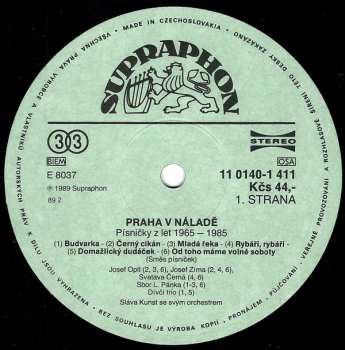 MADE IN CZECHOSLOVAKIA
VŠECHNA PRÁVA VÝROBCE A VLASTNÍKU AUTORSKÝCH PRÁV K DÍLU JSOU VYHRAZENA
ŠÍŘENÍ TÉTO DESKY ZAKÁZÁNO
VEŘEJNÉ PROVOZOVÁNÍ A ROZHLASOVÉ
SUPRAPHON
33
STEREO
BIEM
OSA
E 8037
11 0140-1 411
Ⓟ 1989 Supraphon
Kčs 44,-
89 2
1. STRANA
PRAHA V NÁLADĚ
Písničky z let 1965 – 1985
(1) Budvarka - (2) Černý cikán - (3) Mladá řeka - (4) Rybáři, rybáři -
(5) Domažlický dudáček - (6) Od toho máme volné soboty
(Směs písniček)
Josef Oplt (2, 3, 6), Josef Zíma (2, 4, 6),
Svatava Černá (4, 6)
Sbor L. Pánka (1-3, 6)
Dívčí trio (1, 5)
Sláva Kunst se svým orchestrem
BEZ SOUHLASU JE VÝROBA KOPIÍ – PRONÁJEM – PŮJČOVÁNÍ –